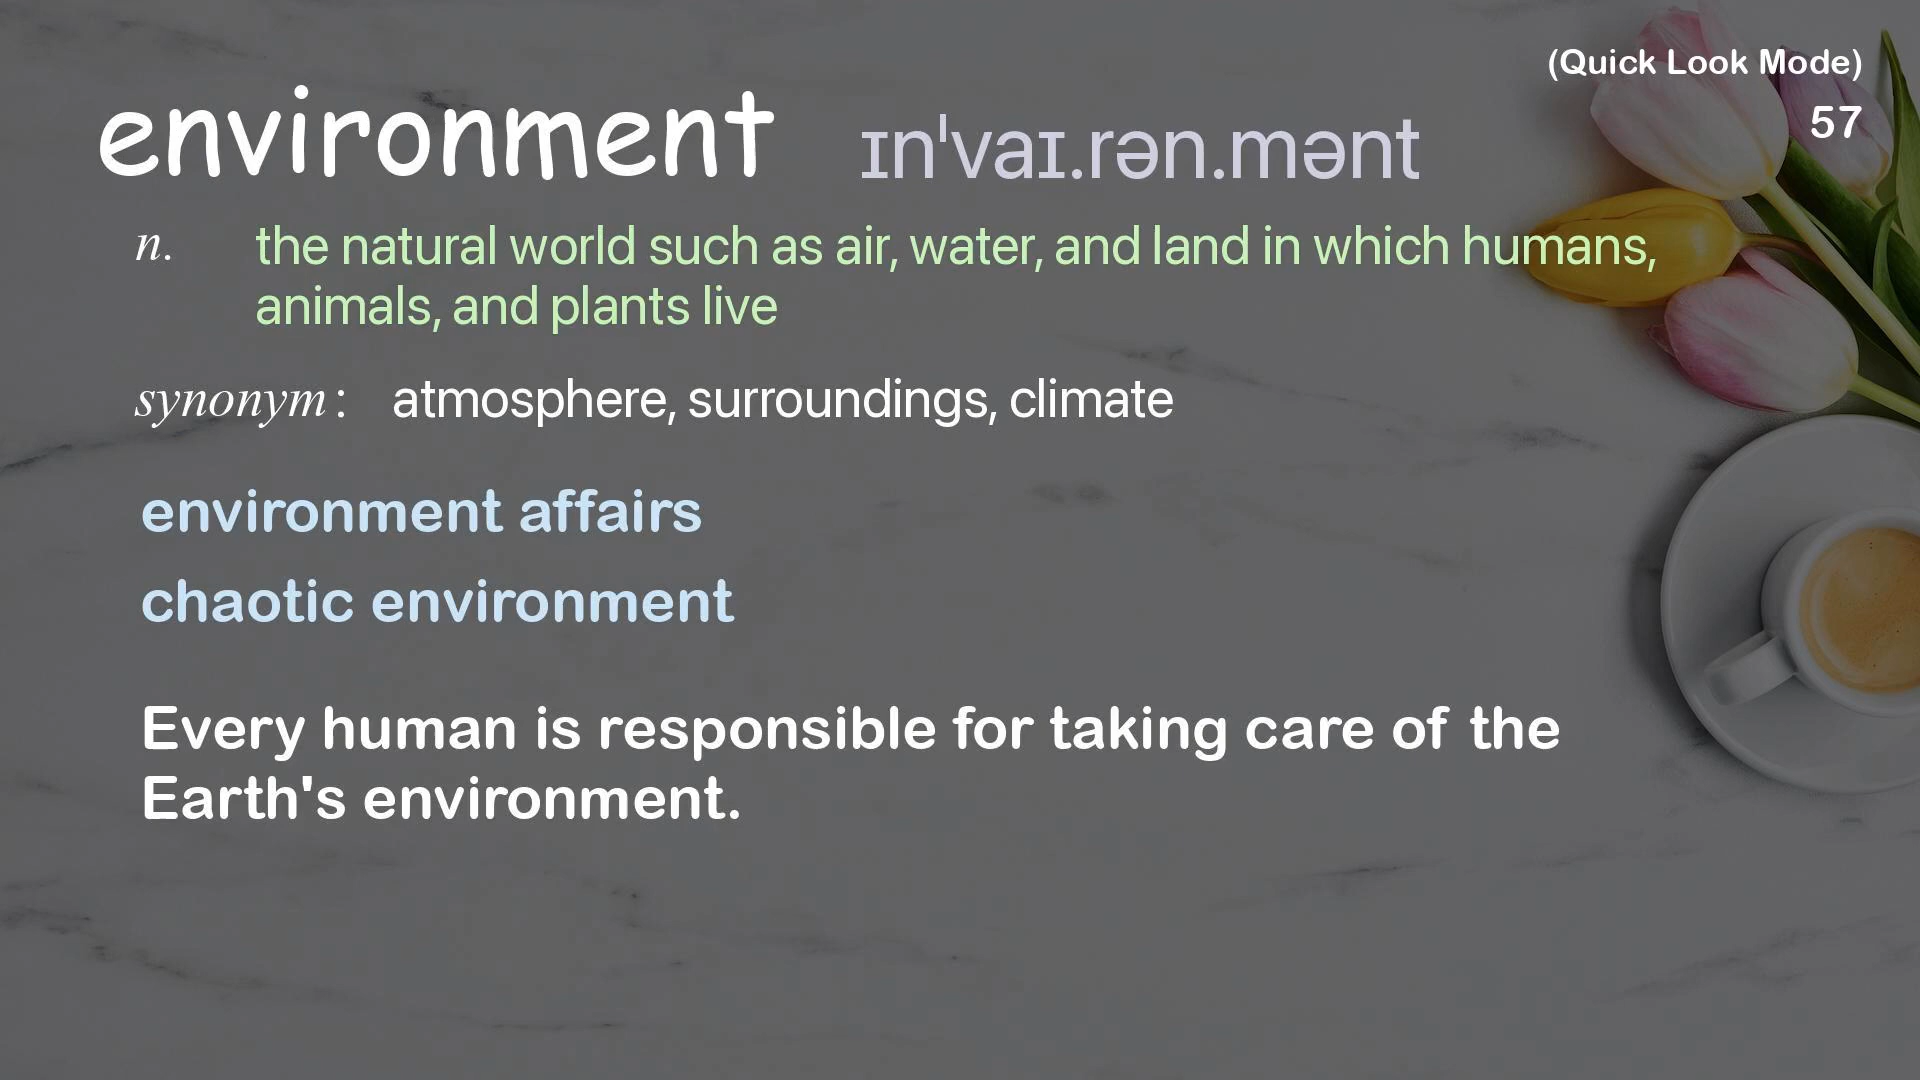 (Quick Look Mode)
57
environment ɪnˈvaɪ.rən.mənt
n. the natural world such as air, water, and land in which humans,
animals, and plants live
synonym: atmosphere, surroundings, climate
environment affairs
chaotic environment
Every human is responsible for taking care of the
Earth's environment.